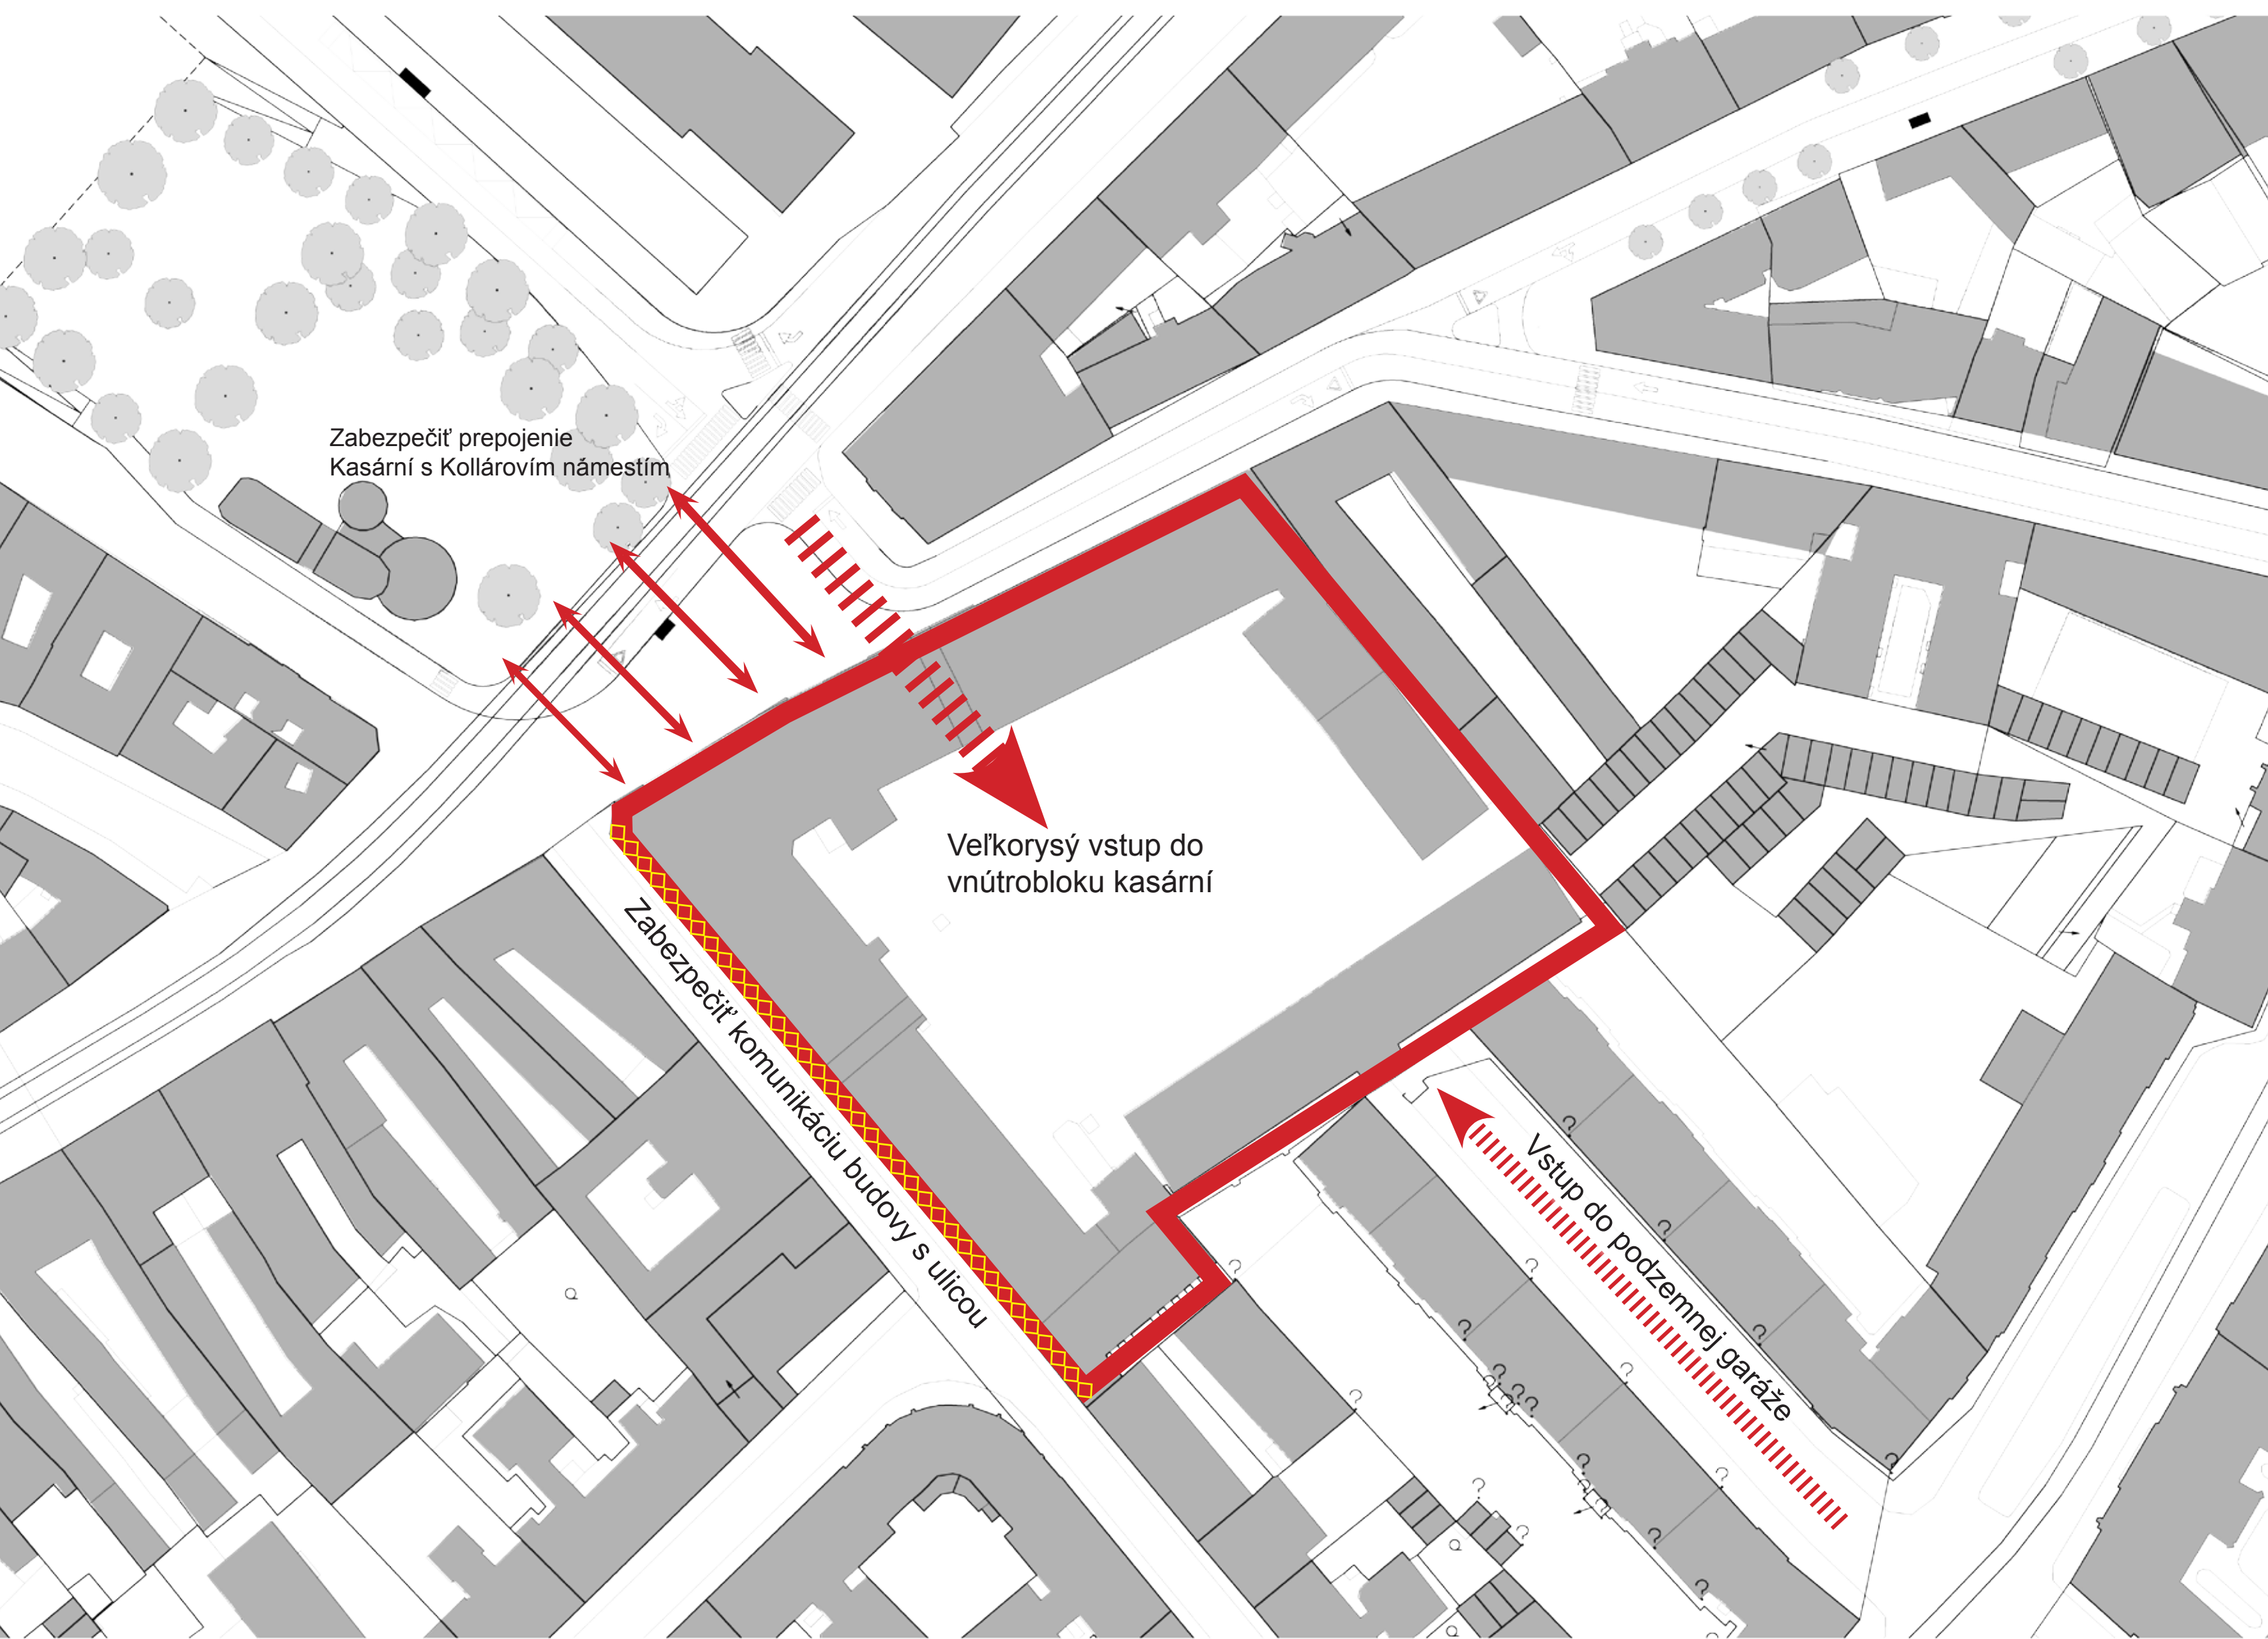 Zabezpečiť prepojenie
Kasární s Kollárovím námestím
Veľkorysý vstup do
vnútrobloku kasární
Zabezpečiť komunikáciu budovy s ulicou
Vstup do podzemnej garáže